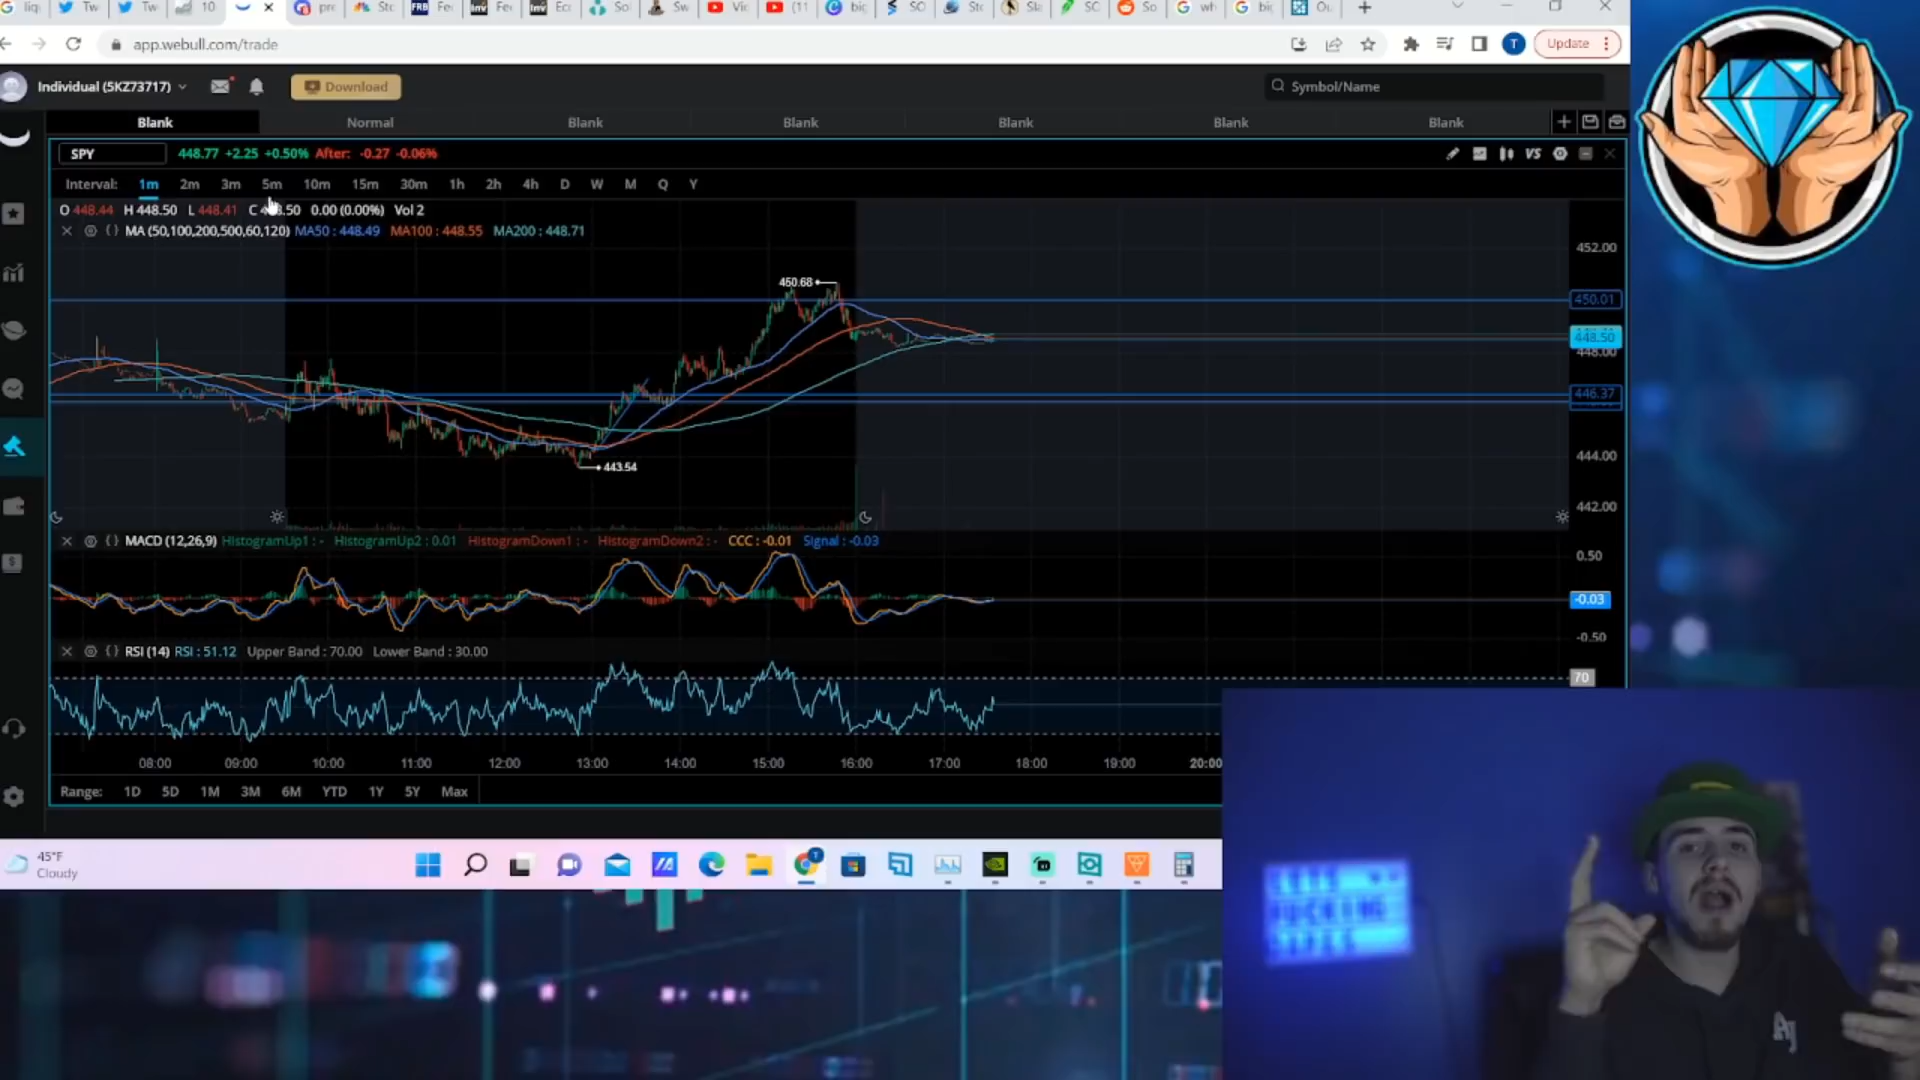 app.webull.com/trade
Update
Individual (5KZ73717)
Download
Symbol/Name
Blank Normal Blank Blank Blank Blank Blank
SPY 448.77 +2.25 +0.50% After: -0.27 -0.06%
VS
Interval: 1m 2m 3m 5m 10m 15m 30m 1h 2h 4h D W M Q Y
O 448.44 H 448.50 L 448.41 0.00 (0.00%) Vol 2
MA (50,100,200,500,60,120) MA50 : 448.49 MA100 : 448.55 MA200 : 448.71
452.00
450.68
450.01
448.50
448.00
446.37
443.54
444.00
442.00
MACD (12,26,9) HistogramUp1 : - HistogramUp2 : 0.01 HistogramDown1 : - HistogramDown2 : - CCC : -0.01 Signal : -0.03
0.50
-0.03
-0.50
RSI (14) RSI : 51.12 Upper Band : 70.00 Lower Band : 30.00
70
08:00 09:00 10:00 11:00 12:00 13:00 14:00 15:00 16:00 17:00 18:00 19:00 20:00
Range: 1D 5D 1M 3M 6M YTD 1Y 5Y Max
45°F
Cloudy